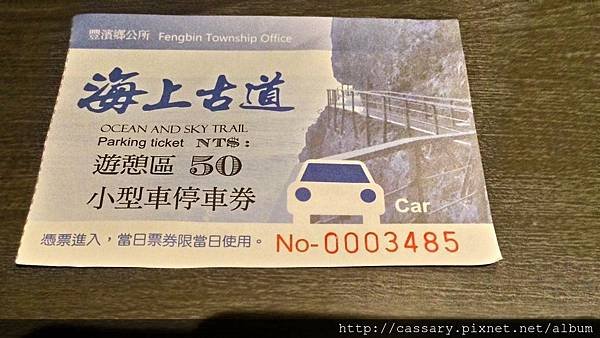 豐濱鄉公所 Fengbin Township Office
海上古道
OCEAN AND SKY TRAIL
Parking ticket NT$:
遊憩區 50
小型車停車券
Car
憑票進入，當日票券限當日使用。 No-0003485
http://cassary.pixnet.net/album